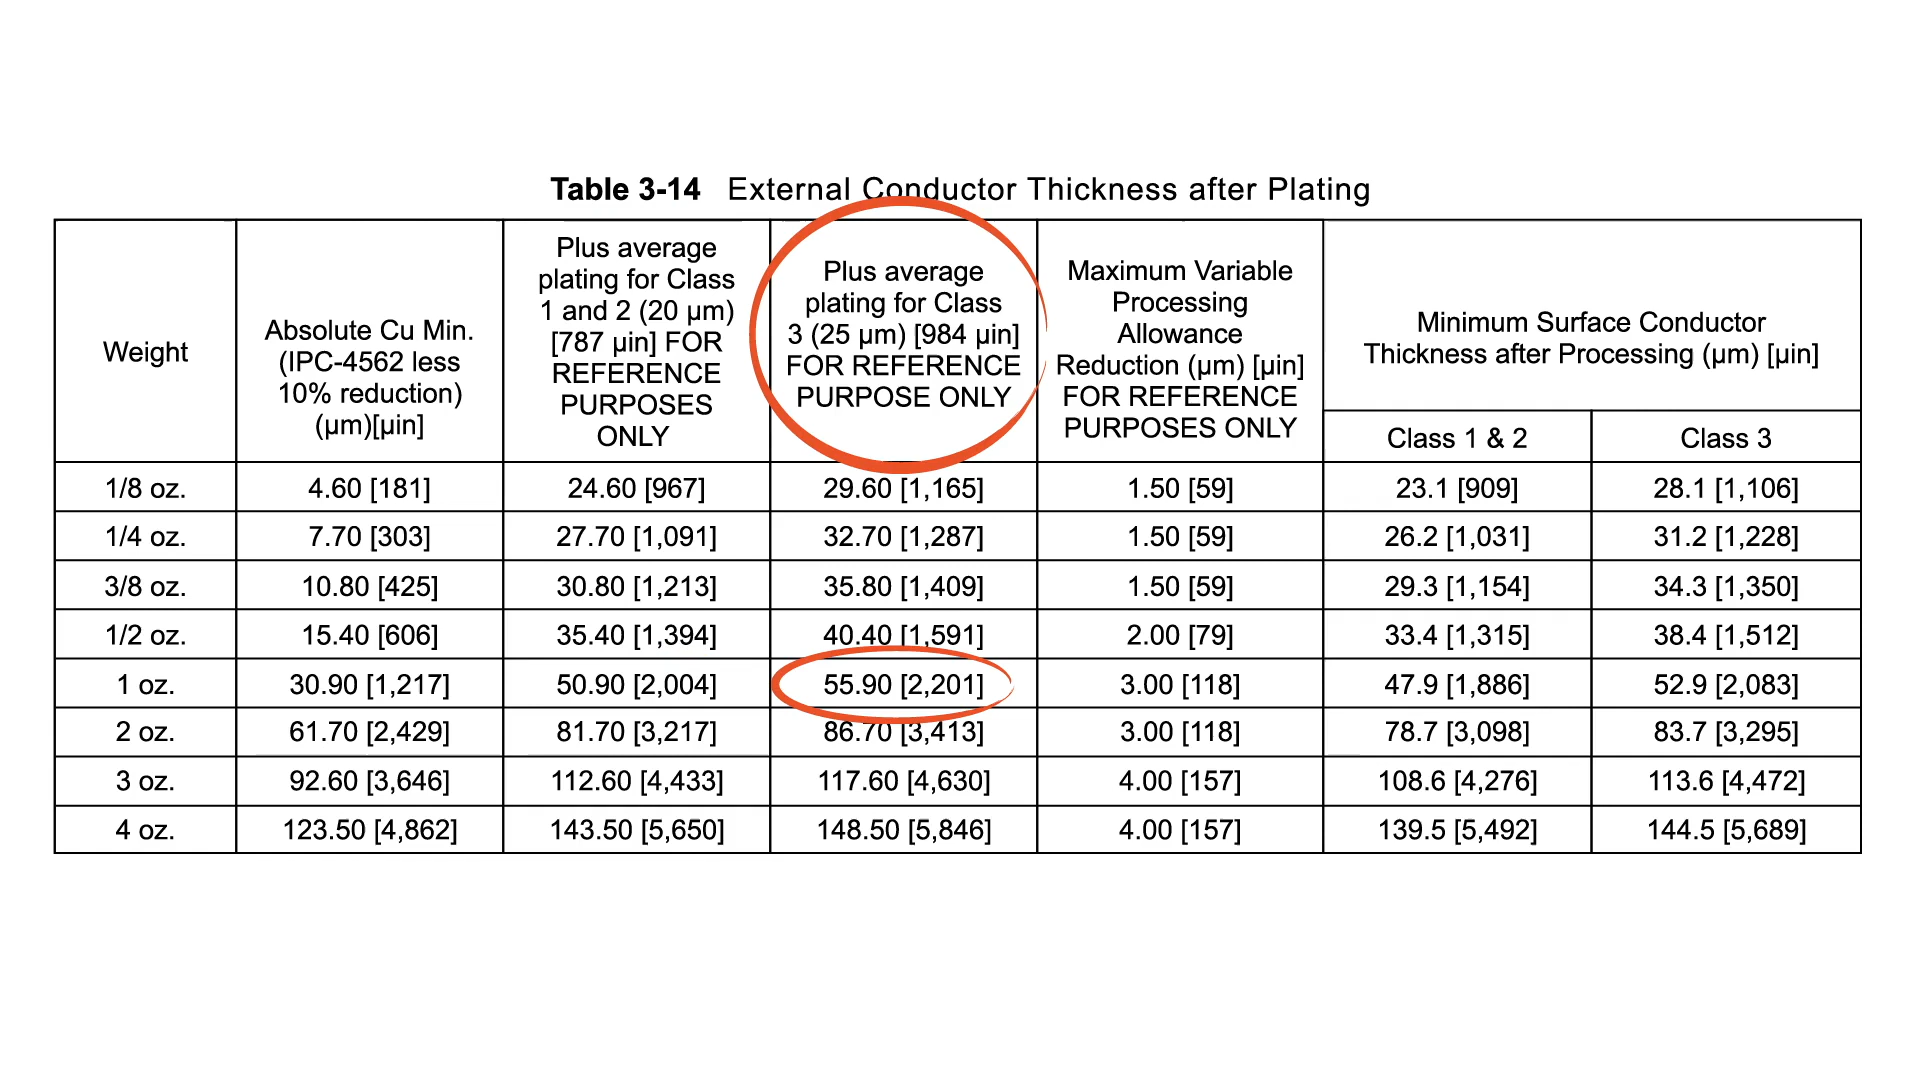 Table 3-14 External Conductor Thickness after Plating
Weight
Absolute Cu Min.
(IPC-4562 less
10% reduction)
(µm)[µin]
Plus average
plating for Class
1 and 2 (20 µm)
[787 µin] FOR
REFERENCE
PURPOSES
ONLY
Plus average
plating for Class
3 (25 µm) [984 µin]
FOR REFERENCE
PURPOSE ONLY
Maximum Variable
Processing
Allowance
Reduction (µm) [µin]
FOR REFERENCE
PURPOSES ONLY
Minimum Surface Conductor
Thickness after Processing (µm) [µin]
Class 1 & 2
Class 3
1/8 oz. 4.60 [181] 24.60 [967] 29.60 [1,165] 1.50 [59] 23.1 [909] 28.1 [1,106]
1/4 oz. 7.70 [303] 27.70 [1,091] 32.70 [1,287] 1.50 [59] 26.2 [1,031] 31.2 [1,228]
3/8 oz. 10.80 [425] 30.80 [1,213] 35.80 [1,409] 1.50 [59] 29.3 [1,154] 34.3 [1,350]
1/2 oz. 15.40 [606] 35.40 [1,394] 40.40 [1,591] 2.00 [79] 33.4 [1,315] 38.4 [1,512]
1 oz. 30.90 [1,217] 50.90 [2,004] 55.90 [2,201] 3.00 [118] 47.9 [1,886] 52.9 [2,083]
2 oz. 61.70 [2,429] 81.70 [3,217] 86.70 [3,413] 3.00 [118] 78.7 [3,098] 83.7 [3,295]
3 oz. 92.60 [3,646] 112.60 [4,433] 117.60 [4,630] 4.00 [157] 108.6 [4,276] 113.6 [4,472]
4 oz. 123.50 [4,862] 143.50 [5,650] 148.50 [5,846] 4.00 [157] 139.5 [5,492] 144.5 [5,689]